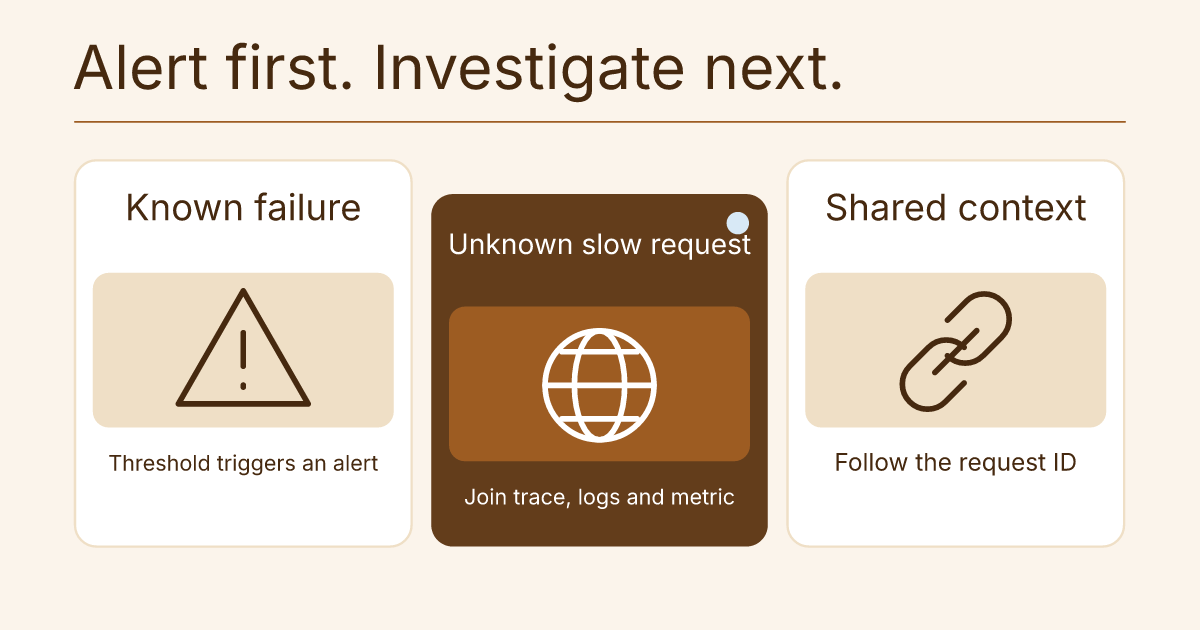 Alert first. Investigate next.
Known failure
Threshold triggers an alert
Unknown slow request
Join trace, logs and metric
Shared context
Follow the request ID